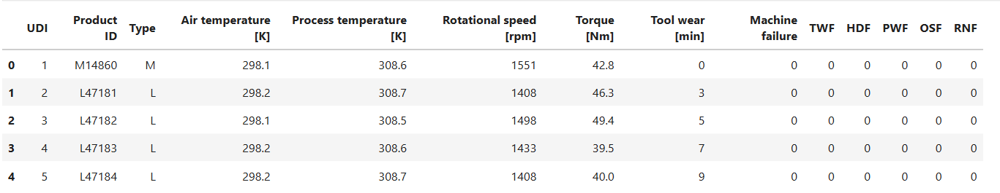 UDI Product ID Type Air temperature [K] Process temperature [K] Rotational speed [rpm] Torque [Nm] Tool wear [min] Machine failure TWF HDF PWF OSF RNF
0 1 M14860 M 298.1 308.6 1551 42.8 0 0 0 0 0 0 0
1 2 L47181 L 298.2 308.7 1408 46.3 3 0 0 0 0 0 0
2 3 L47182 L 298.1 308.5 1498 49.4 5 0 0 0 0 0 0
3 4 L47183 L 298.2 308.6 1433 39.5 7 0 0 0 0 0 0
4 5 L47184 L 298.2 308.7 1408 40.0 9 0 0 0 0 0 0